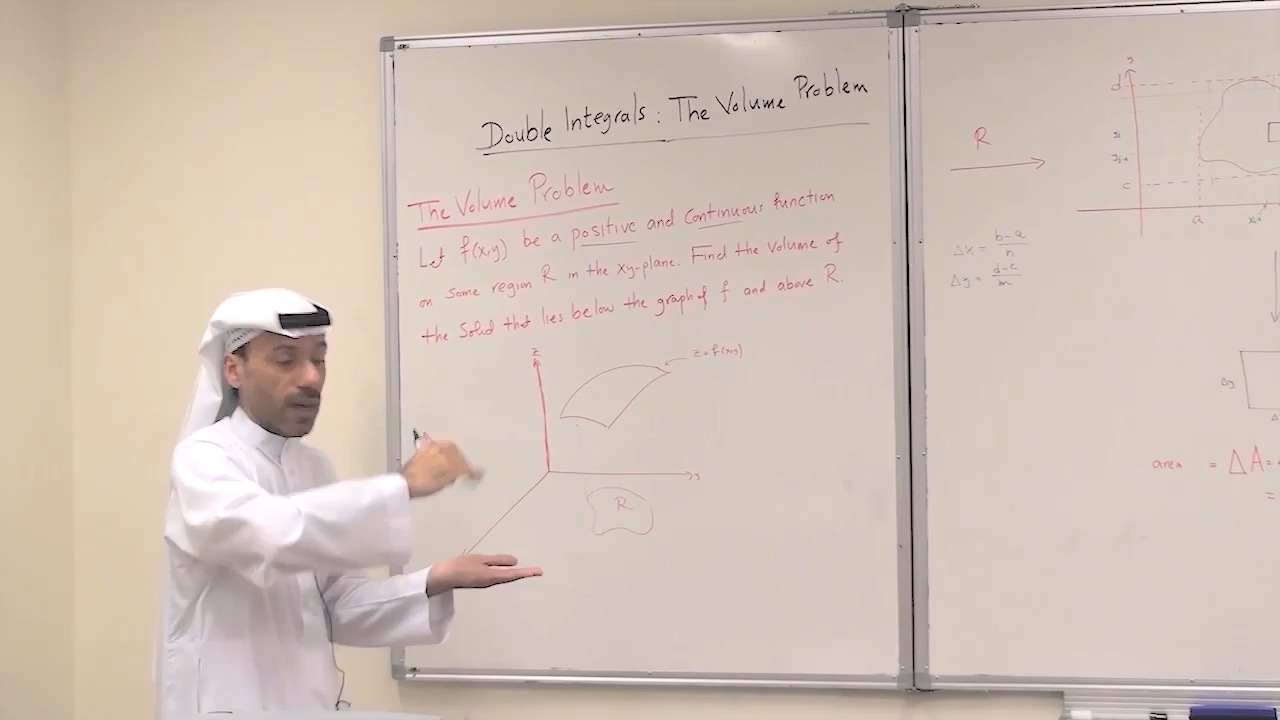 Double Integrals : The Volume Problem
The Volume Problem
Let f(x,y) be a positive and continuous function
on some region R in the xy-plane. Find the volume of
the solid that lies below the graph of f and above R.
z
z = f(x,y)
y
R
R
y
d
c
a
Δx = b-a/n
Δy = d-c/m
Δy
area = ΔA =
=